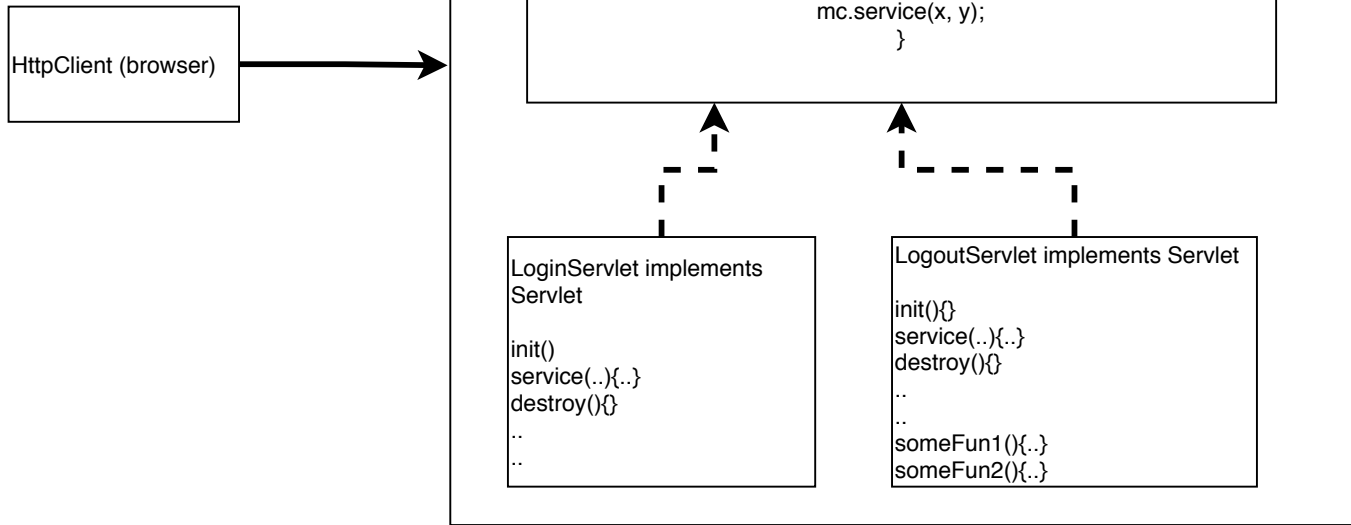 mc.service(x, y);
}
HttpClient (browser)
LoginServlet implements
Servlet
init()
service(..){..}
destroy(){}
..
..
LogoutServlet implements Servlet
init(){}
service(..){..}
destroy(){}
..
..
someFun1(){..}
someFun2(){..}